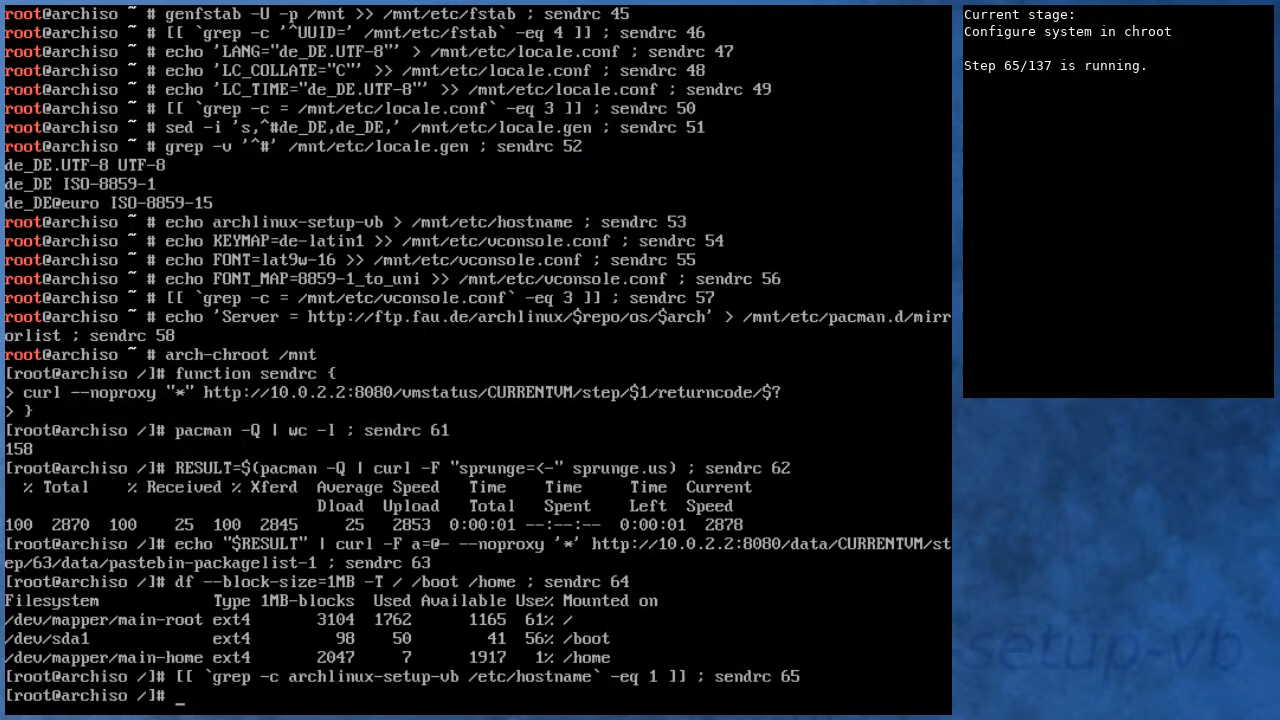 root@archiso ~ # genfstab -U -p /mnt >> /mnt/etc/fstab ; sendrc 45
root@archiso ~ # [[ `grep -c '^UUID=' /mnt/etc/fstab` -eq 4 ]] ; sendrc 46
root@archiso ~ # echo 'LANG="de_DE.UTF-8"' > /mnt/etc/locale.conf ; sendrc 47
root@archiso ~ # echo 'LC_COLLATE="C"' >> /mnt/etc/locale.conf ; sendrc 48
root@archiso ~ # echo 'LC_TIME="de_DE.UTF-8"' >> /mnt/etc/locale.conf ; sendrc 49
root@archiso ~ # [[ `grep -c = /mnt/etc/locale.conf` -eq 3 ]] ; sendrc 50
root@archiso ~ # sed -i 's,^#de_DE,de_DE,' /mnt/etc/locale.gen ; sendrc 51
root@archiso ~ # grep -v '^#' /mnt/etc/locale.gen ; sendrc 52
de_DE.UTF-8 UTF-8
de_DE ISO-8859-1
de_DE@euro ISO-8859-15
root@archiso ~ # echo archlinux-setup-vb > /mnt/etc/hostname ; sendrc 53
root@archiso ~ # echo KEYMAP=de-latin1 >> /mnt/etc/vconsole.conf ; sendrc 54
root@archiso ~ # echo FONT=lat9w-16 >> /mnt/etc/vconsole.conf ; sendrc 55
root@archiso ~ # echo FONT_MAP=8859-1_to_uni >> /mnt/etc/vconsole.conf ; sendrc 56
root@archiso ~ # [[ `grep -c = /mnt/etc/vconsole.conf` -eq 3 ]] ; sendrc 57
root@archiso ~ # echo 'Server = http://ftp.fau.de/archlinux/$repo/os/$arch' > /mnt/etc/pacman.d/mirr
orlist ; sendrc 58
root@archiso ~ # arch-chroot /mnt
[root@archiso /]# function sendrc {
> curl --noproxy "*" http://10.0.2.2:8080/vmstatus/CURRENTVM/step/$1/returncode/$?
> }
[root@archiso /]# pacman -Q | wc -l ; sendrc 61
158
[root@archiso /]# RESULT=$(pacman -Q | curl -F "sprunge=<-" sprunge.us) ; sendrc 62
  % Total    % Received % Xferd  Average Speed   Time    Time     Time  Current
                                 Dload  Upload   Total   Spent    Left  Speed
100  2870  100    25  100  2845     25   2853  0:00:01 --:--:--  0:00:01  2878
[root@archiso /]# echo "$RESULT" | curl -F a=@- --noproxy '*' http://10.0.2.2:8080/data/CURRENTVM/st
ep/63/data/pastebin-packagelist-1 ; sendrc 63
[root@archiso /]# df --block-size=1MB -T / /boot /home ; sendrc 64
Filesystem            Type 1MB-blocks  Used Available Use% Mounted on
/dev/mapper/main-root ext4       3104  1762      1165  61% /
/dev/sda1             ext4         98    50        41  56% /boot
/dev/mapper/main-home ext4       2047     7      1917   1% /home
[root@archiso /]# [[ `grep -c archlinux-setup-vb /etc/hostname` -eq 1 ]] ; sendrc 65
[root@archiso /]# _
Current stage:
Configure system in chroot
Step 65/137 is running.
setup-vb